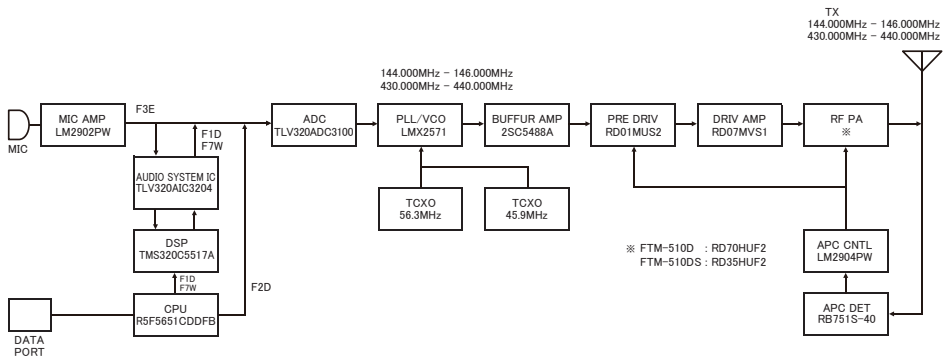 TX
144.000MHz – 146.000MHz
430.000MHz – 440.000MHz
144.000MHz – 146.000MHz
430.000MHz – 440.000MHz
MIC
MIC AMP
LM2902PW
F3E
F1D
F7W
ADC
TLV320ADC3100
PLL/VCO
LMX2571
BUFFUR AMP
2SC5488A
PRE DRIV
RD01MUS2
DRIV AMP
RD07MVS1
RF PA
※
AUDIO SYSTEM IC
TLV320AIC3204
TCXO
56.3MHz
TCXO
45.9MHz
DSP
TMS320C5517A
※ FTM-510D : RD70HUF2
FTM-510DS : RD35HUF2
APC CNTL
LM2904PW
F1D
F7W
F2D
CPU
R5F5651CDDFB
APC DET
RB751S-40
DATA
PORT